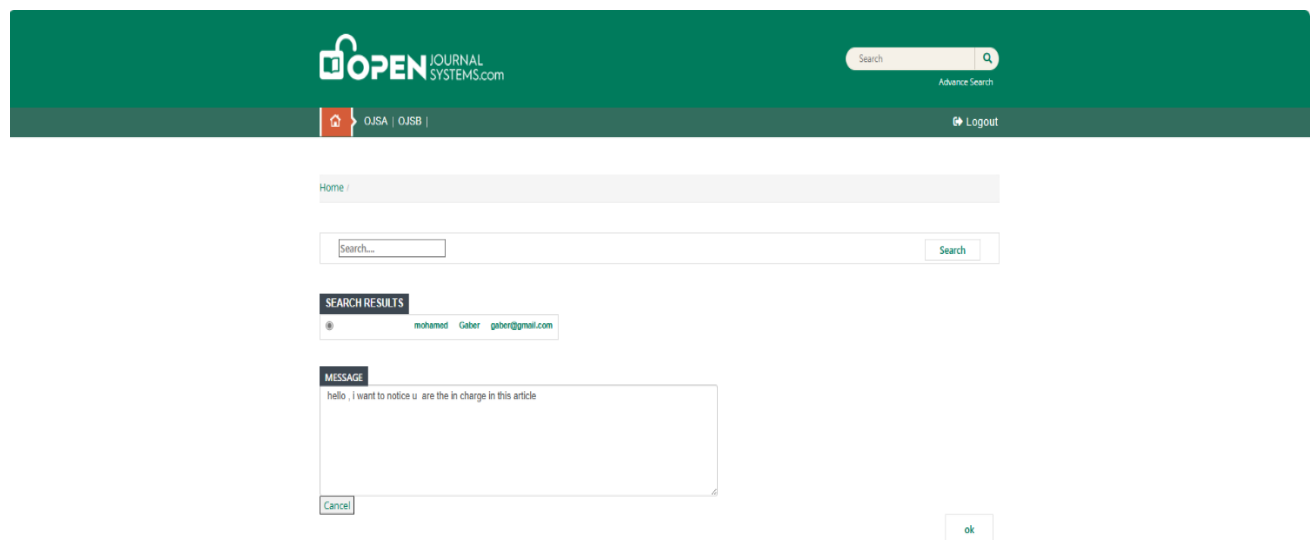 OPEN JOURNAL SYSTEMS.com
Search
Advance Search
OJSA | OJSB |
Logout
Home /
Search....
Search
SEARCH RESULTS
mohamed Gaber gaber@gmail.com
MESSAGE
hello , i want to notice u are the in charge in this article
Cancel
ok